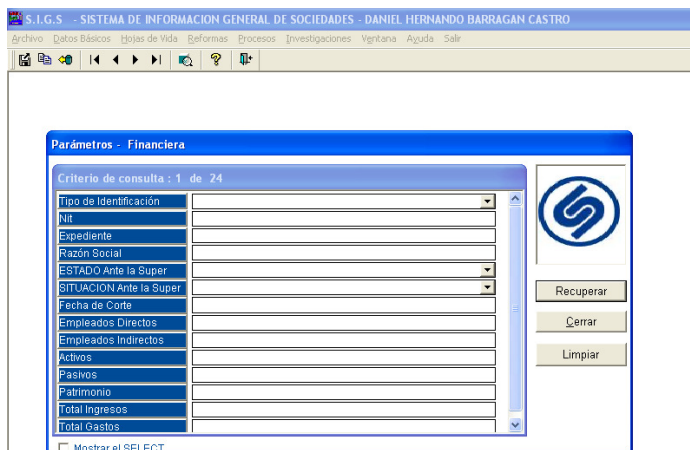 S.I.G.S - SISTEMA DE INFORMACION GENERAL DE SOCIEDADES - DANIEL HERNANDO BARRAGAN CASTRO
Archivo Datos Básicos Hojas de Vida Reformas Procesos Investigaciones Ventana Ayuda Salir
Parámetros - Financiera
Criterio de consulta : 1 de 24
Tipo de Identificación
Nit
Expediente
Razón Social
ESTADO Ante la Super
SITUACION Ante la Super
Fecha de Corte
Empleados Directos
Empleados Indirectos
Activos
Pasivos
Patrimonio
Total Ingresos
Total Gastos
Mostrar el SELECT
Recuperar
Cerrar
Limpiar